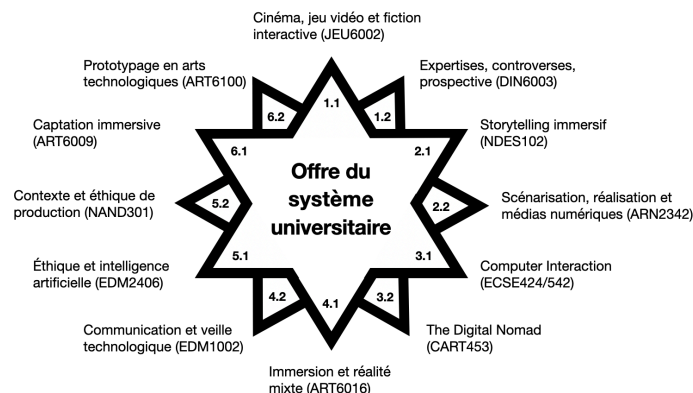 Cinéma, jeu vidéo et fiction
interactive (JEU6002)
Prototypage en arts
technologiques (ART6100)
Expertises, controverses,
prospective (DIN6003)
6.2
1.1
1.2
Captation immersive
(ART6009)
6.1
2.1
Storytelling immersif
(NDES102)
Offre du
système
universitaire
Contexte et éthique de
production (NAND301)
5.2
2.2
Scénarisation, réalisation et
médias numériques (ARN2342)
Éthique et intelligence
artificielle (EDM2406)
5.1
3.1
Computer Interaction
(ECSE424/542)
4.2
4.1
3.2
Communication et veille
technologique (EDM1002)
The Digital Nomad
(CART453)
Immersion et réalité
mixte (ART6016)